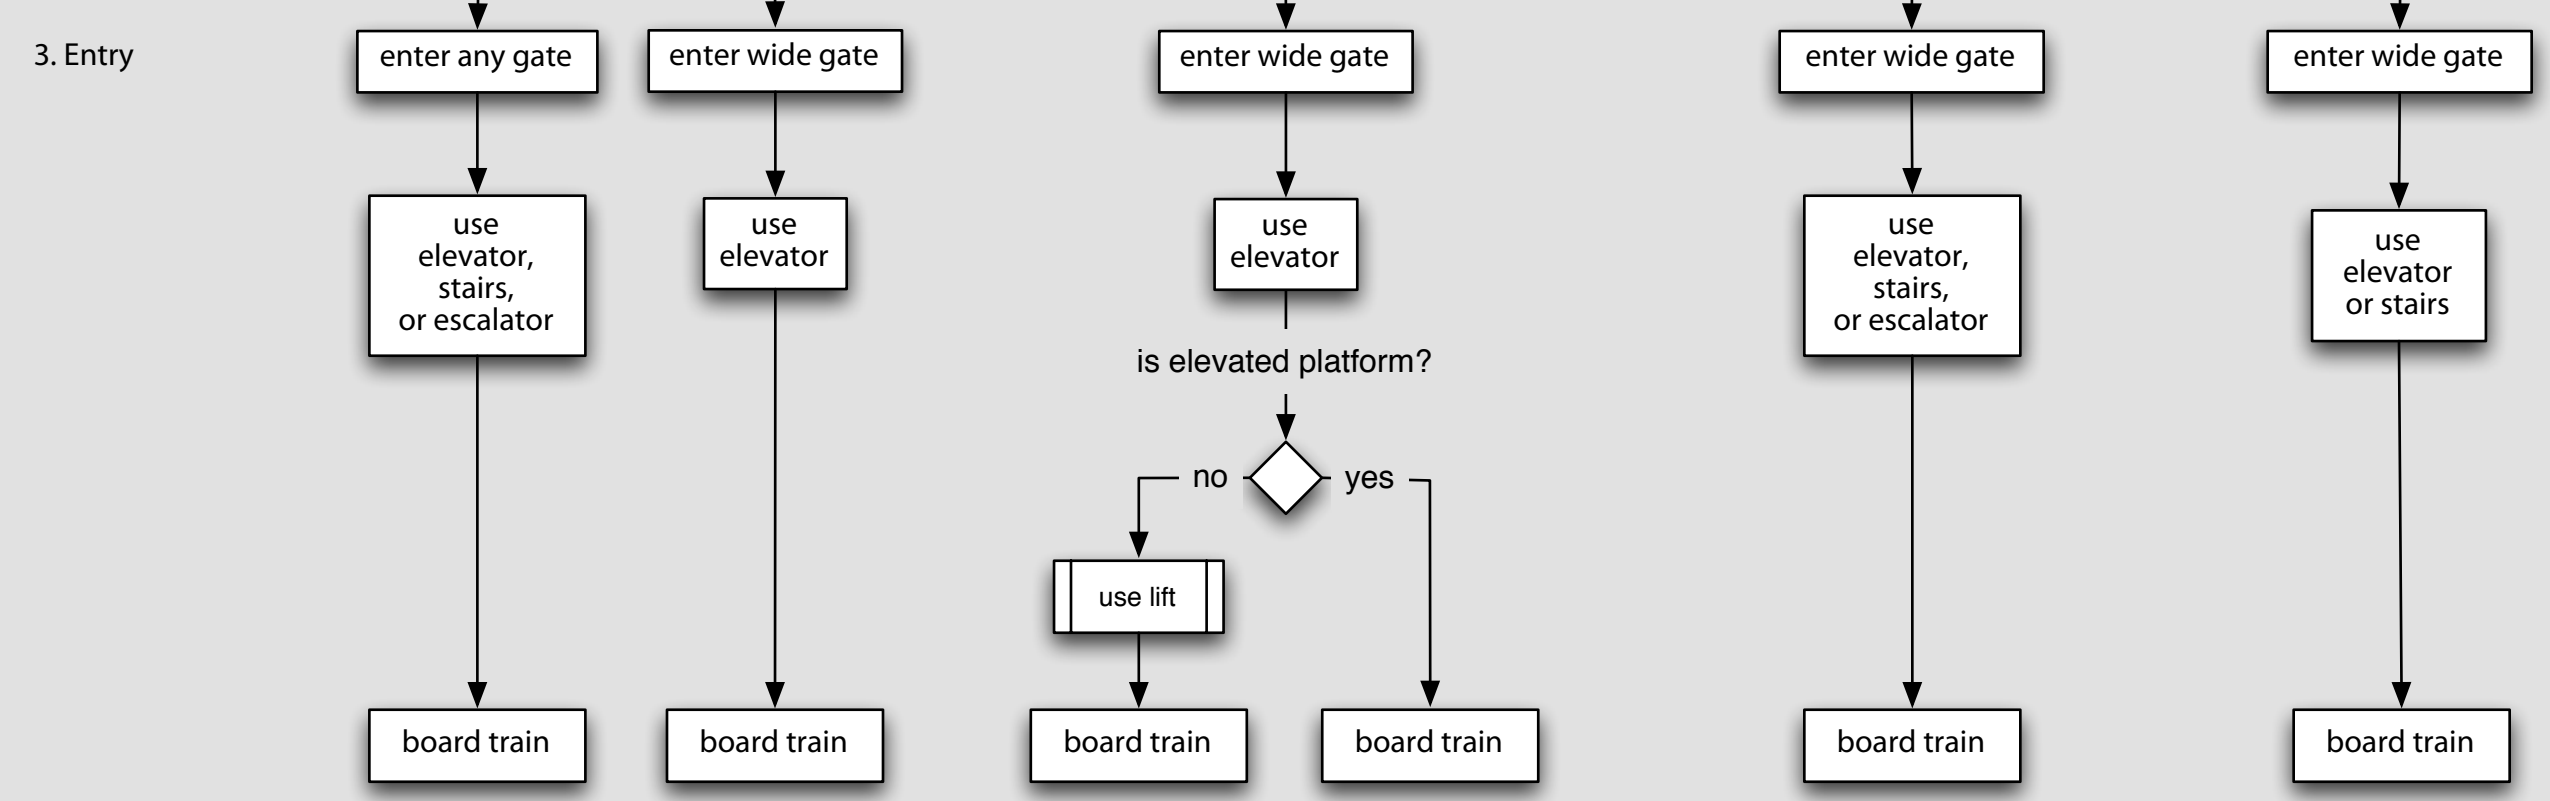 3. Entry
enter any gate
enter wide gate
enter wide gate
enter wide gate
enter wide gate
use
elevator,
stairs,
or escalator
use
elevator
use
elevator
use
elevator,
stairs,
or escalator
use
elevator
or stairs
is elevated platform?
no
yes
use lift
board train
board train
board train
board train
board train
board train